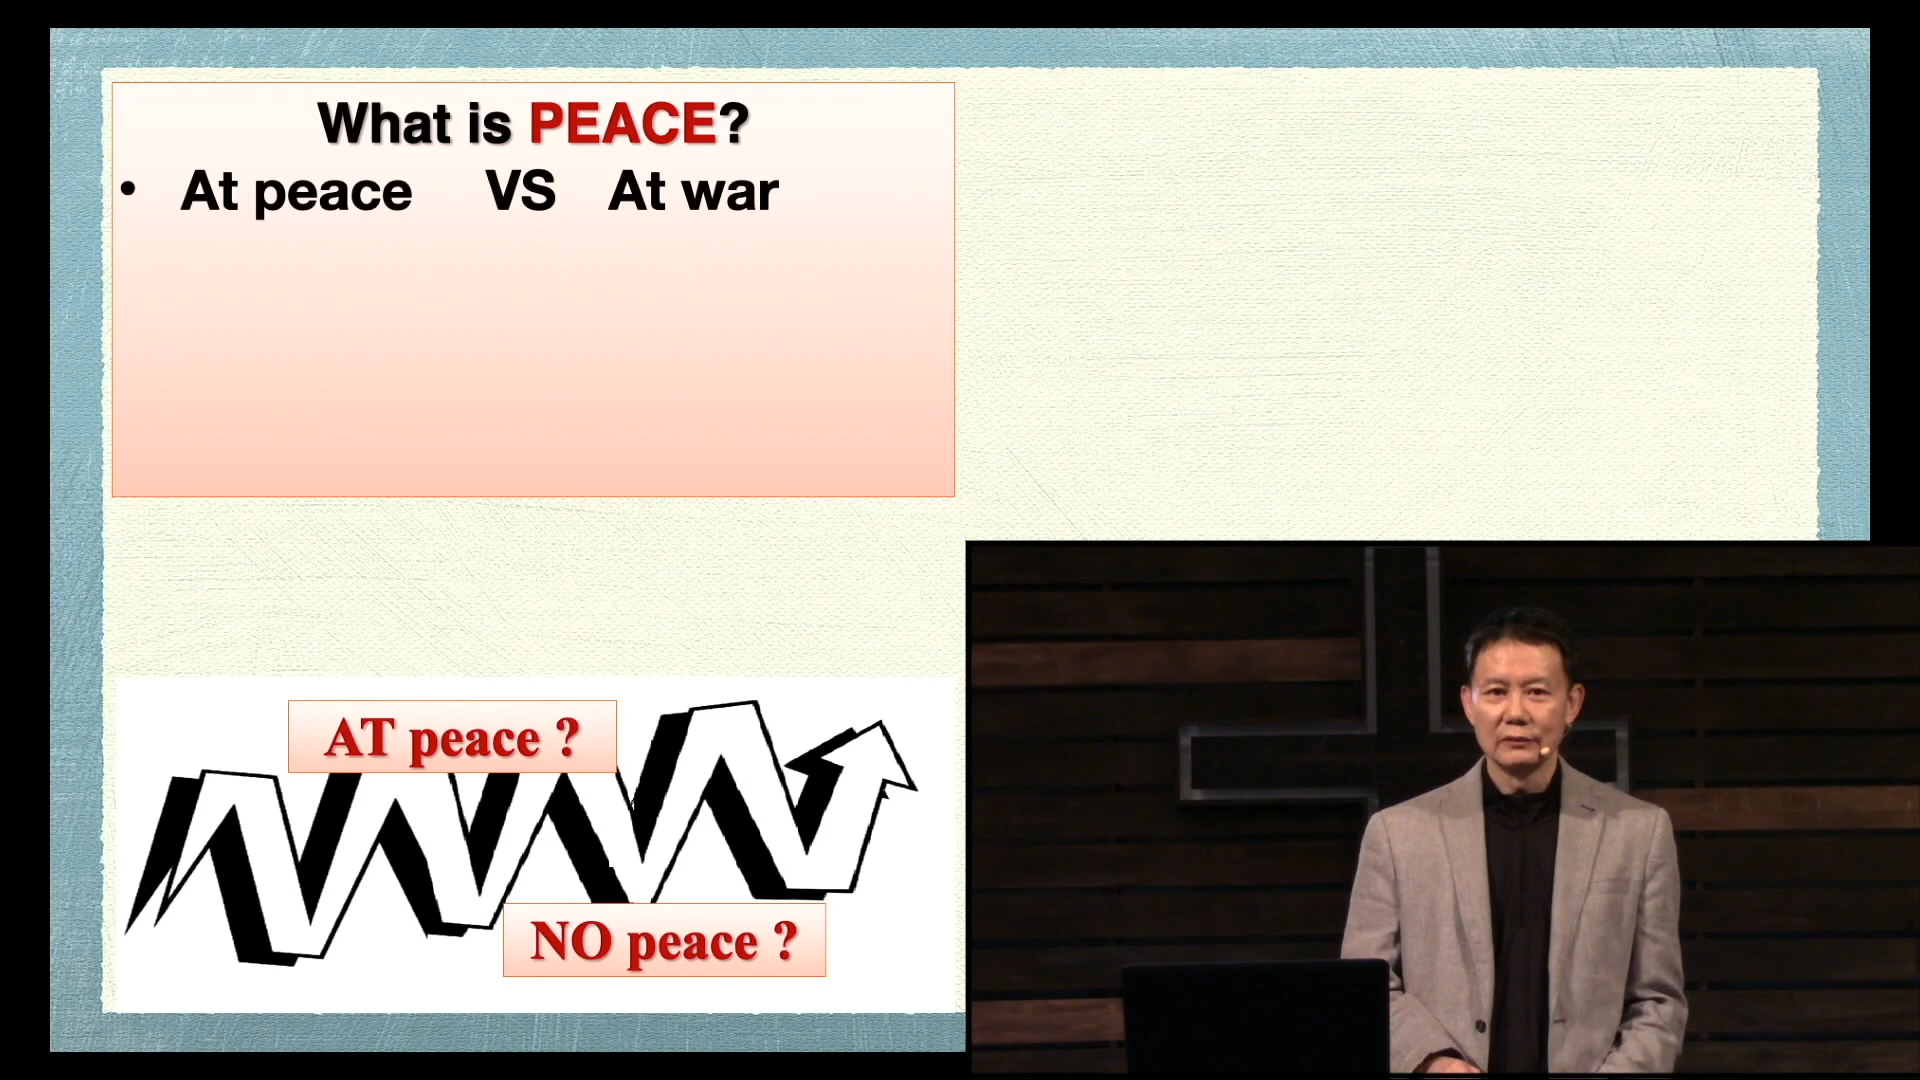 What is PEACE?
• At peace VS At war
AT peace ?
NO peace ?